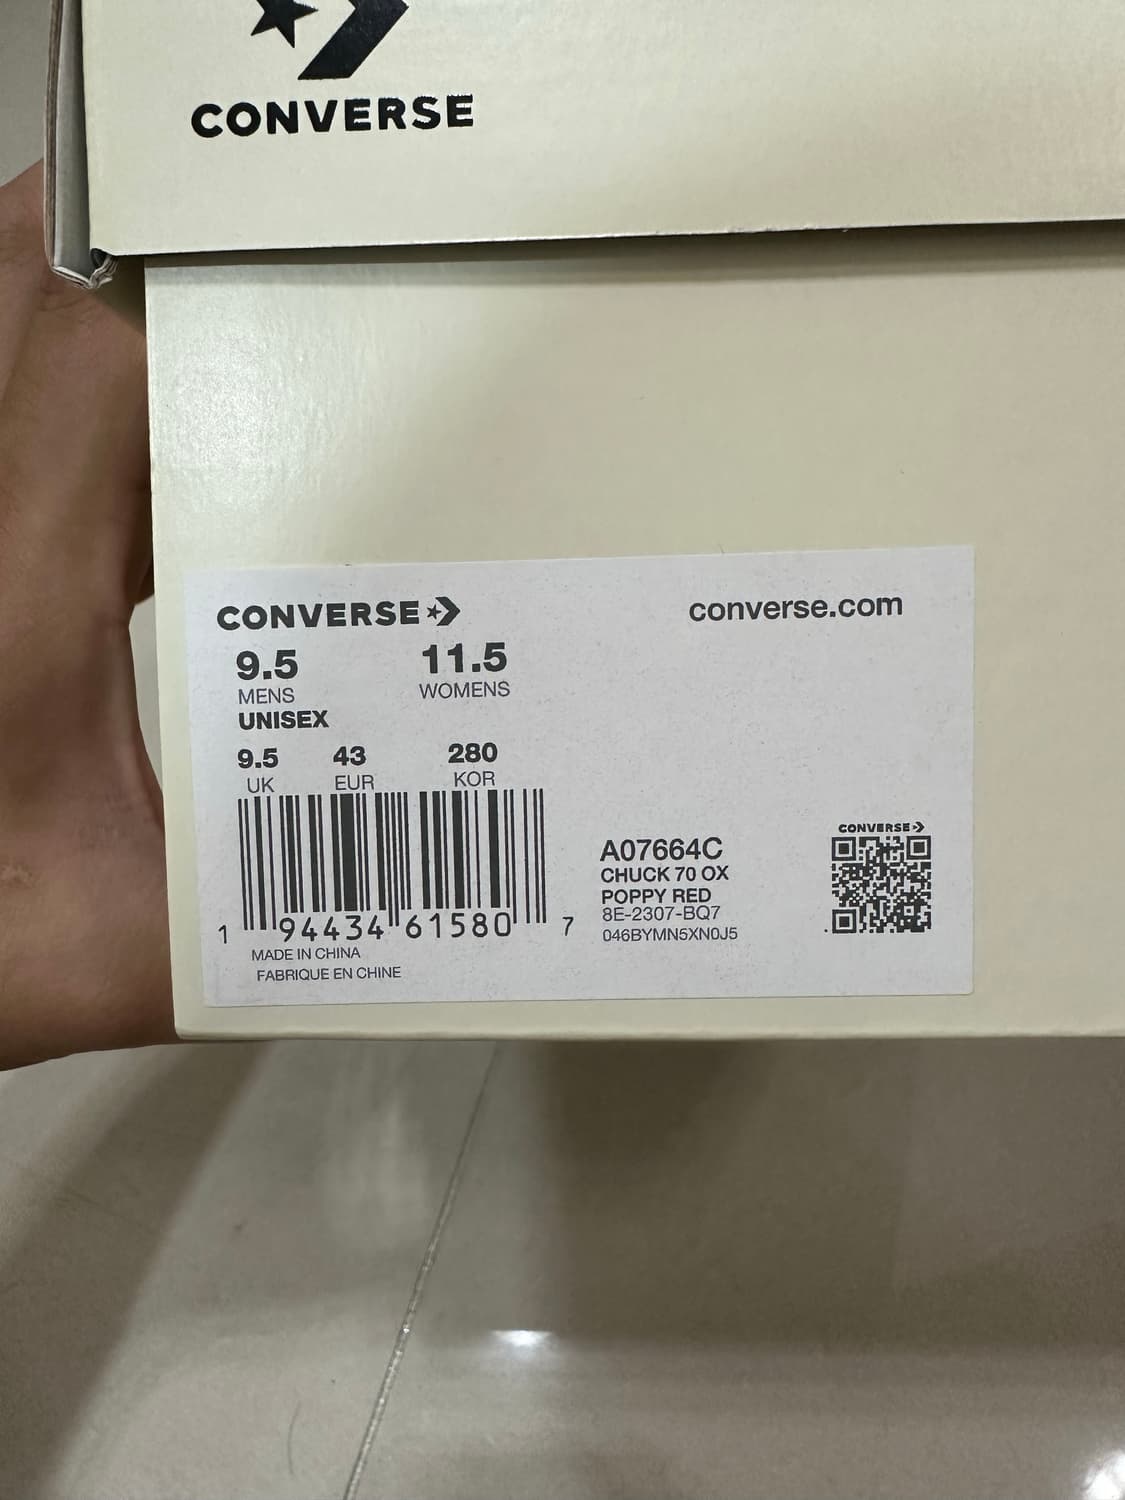 CONVERSE
CONVERSE
converse.com
9.5 11.5
MENS WOMENS
UNISEX
9.5 43 280
UK EUR KOR
1 94434 61580 7
MADE IN CHINA
FABRIQUE EN CHINE
A07664C
CHUCK 70 OX
POPPY RED
8E-2307-BQ7
046BYMN5XN0J5
CONVERSE